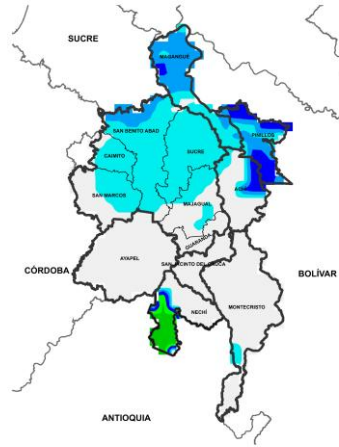 SUCRE
MAGANGUÉ
PINILLOS
SAN BENITO ABAD
CAIMITO
SUCRE
SAN MARCOS
MAJAGUAL
GUARANDA
AYAPEL
SAN JACINTO DEL CAUCA
CÓRDOBA
BOLÍVAR
NECHÍ
MONTECRISTO
ANTIOQUIA